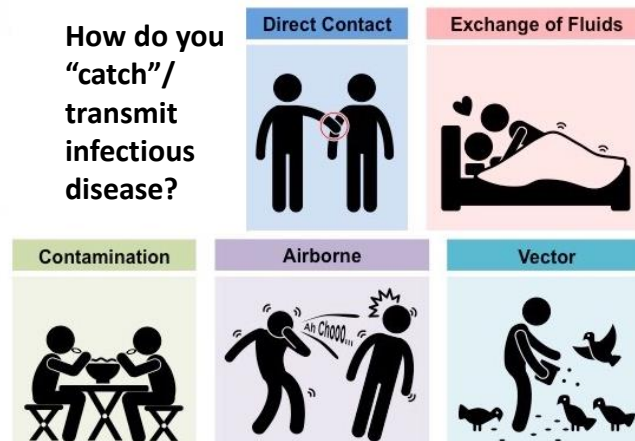 How do you
“catch”/
transmit
infectious
disease?
Direct Contact
Exchange of Fluids
Contamination
Airborne
Vector
Ah Chooo...